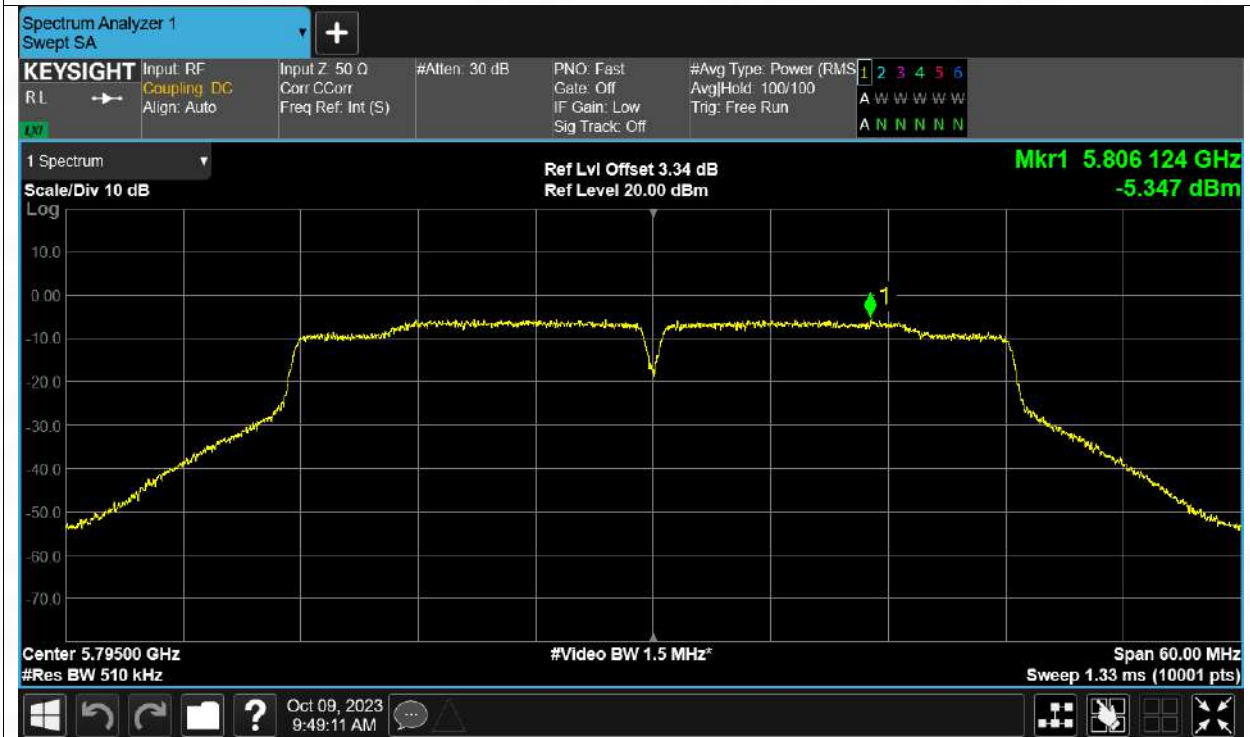 Spectrum Analyzer 1
Swept SA
+
KEYSIGHT Input: RF Input Z: 50 Ω #Atten: 30 dB PNO: Fast #Avg Type: Power (RMS 1 2 3 4 5 6
RL Coupling: DC Corr CCorr Gate: Off Avg|Hold: 100/100 A W W W W W
Align: Auto Freq Ref: Int (S) IF Gain: Low Trig: Free Run
LXI Sig Track: Off A N N N N N
1 Spectrum Ref Lvl Offset 3.34 dB Mkr1 5.806 124 GHz
Scale/Div 10 dB Ref Level 20.00 dBm -5.347 dBm
Log
10.0
0.00
1
-10.0
-20.0
-30.0
-40.0
-50.0
-60.0
-70.0
Center 5.79500 GHz #Video BW 1.5 MHz* Span 60.00 MHz
#Res BW 510 kHz Sweep 1.33 ms (10001 pts)
? Oct 09, 2023
9:49:11 AM